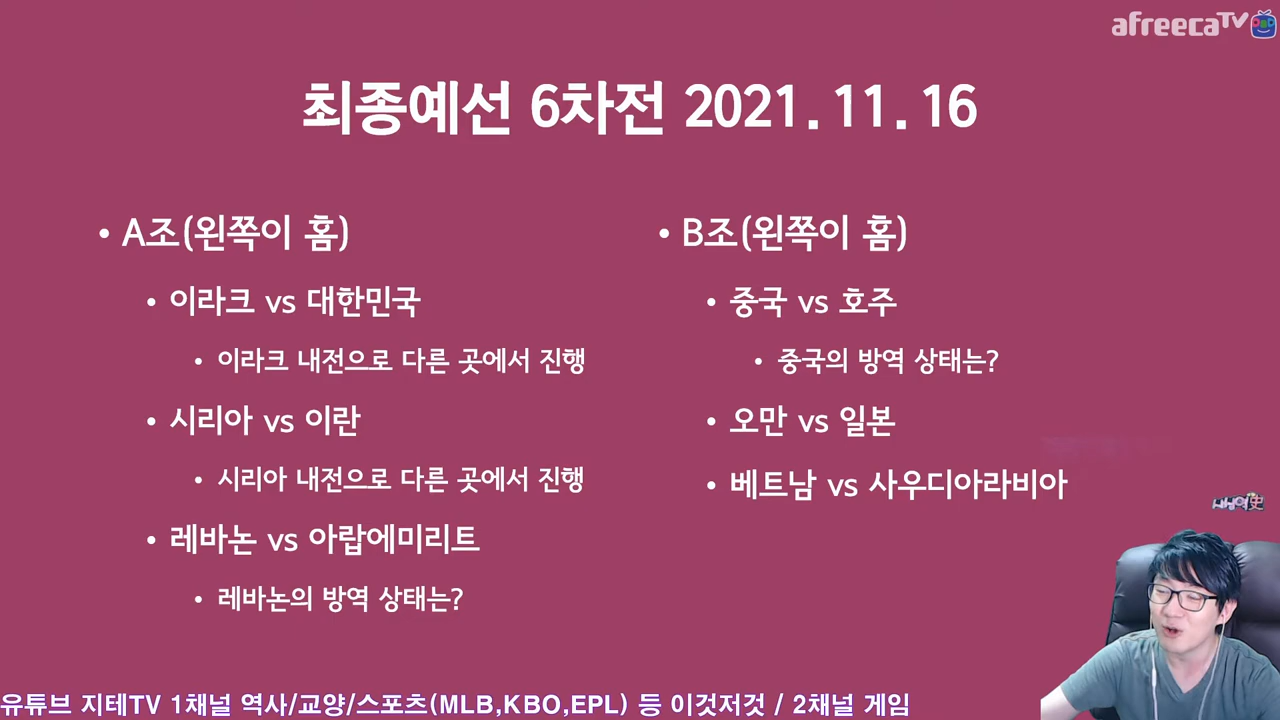 afreecaTV
최종예선 6차전 2021.11.16
• A조(왼쪽이 홈)
• 이라크 vs 대한민국
• 이라크 내전으로 다른 곳에서 진행
• 시리아 vs 이란
• 시리아 내전으로 다른 곳에서 진행
• 레바논 vs 아랍에미리트
• 레바논의 방역 상태는?
• B조(왼쪽이 홈)
• 중국 vs 호주
• 중국의 방역 상태는?
• 오만 vs 일본
• 베트남 vs 사우디아라비아
유튜브 지테TV 1채널 역사/교양/스포츠(MLB,KBO,EPL) 등 이것저것 / 2채널 게임